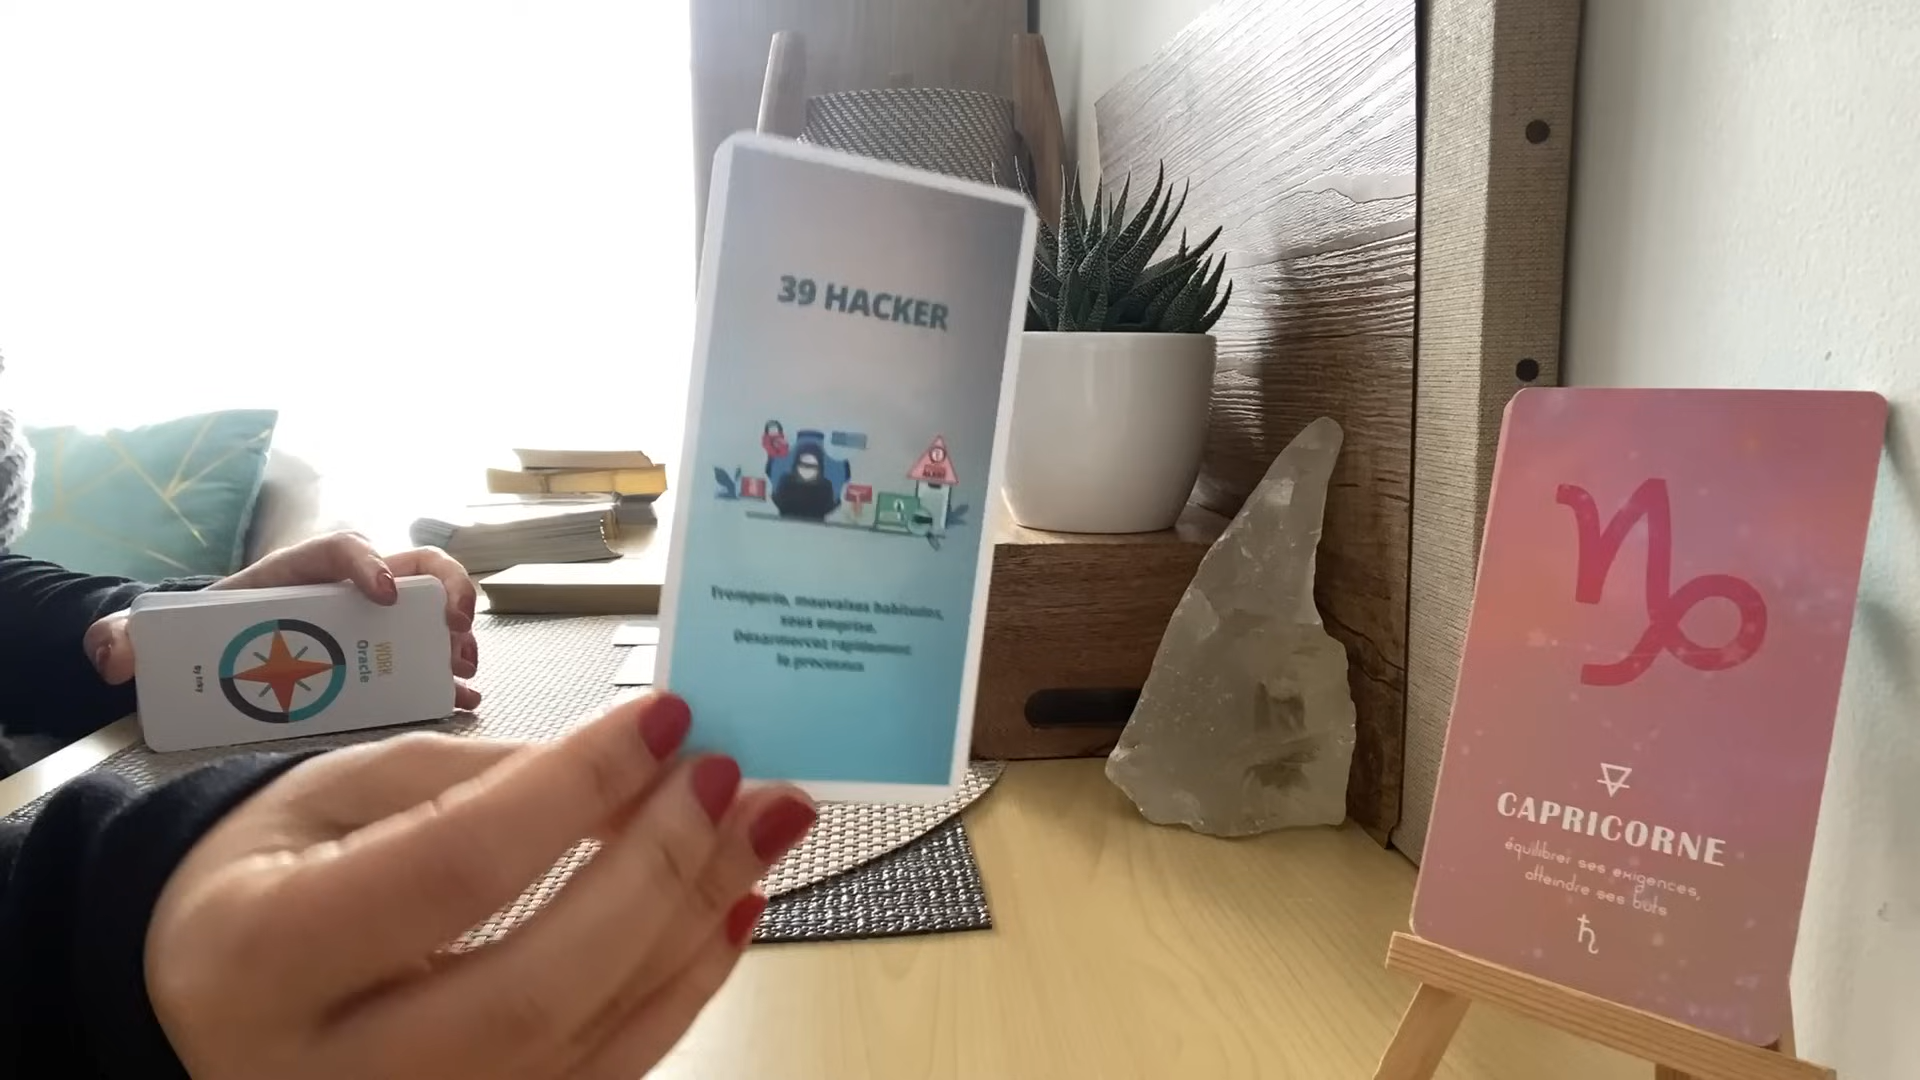 39 HACKER
Tromperie, mauvaises habitudes,
sous emprise.
Désamorcez rapidement
le processus
WORK
Oracle
CAPRICORNE
équilibrer ses exigences,
atteindre ses buts